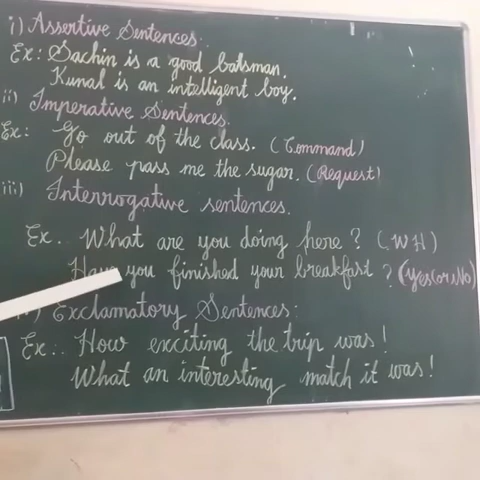 i) Assertive Sentences:
Ex: Sachin is a good batsman.
Kunal is an intelligent boy.
ii) Imperative Sentences.
Ex: Go out of the class. (Command)
Please pass me the sugar. (Request)
iii) Interrogative sentences.
Ex:. What are you doing here? (WH)
Have you finished your breakfast? (Yes(or)No)
) Exclamatory Sentences:
Ex:. How exciting the trip was!
What an interesting match it was!